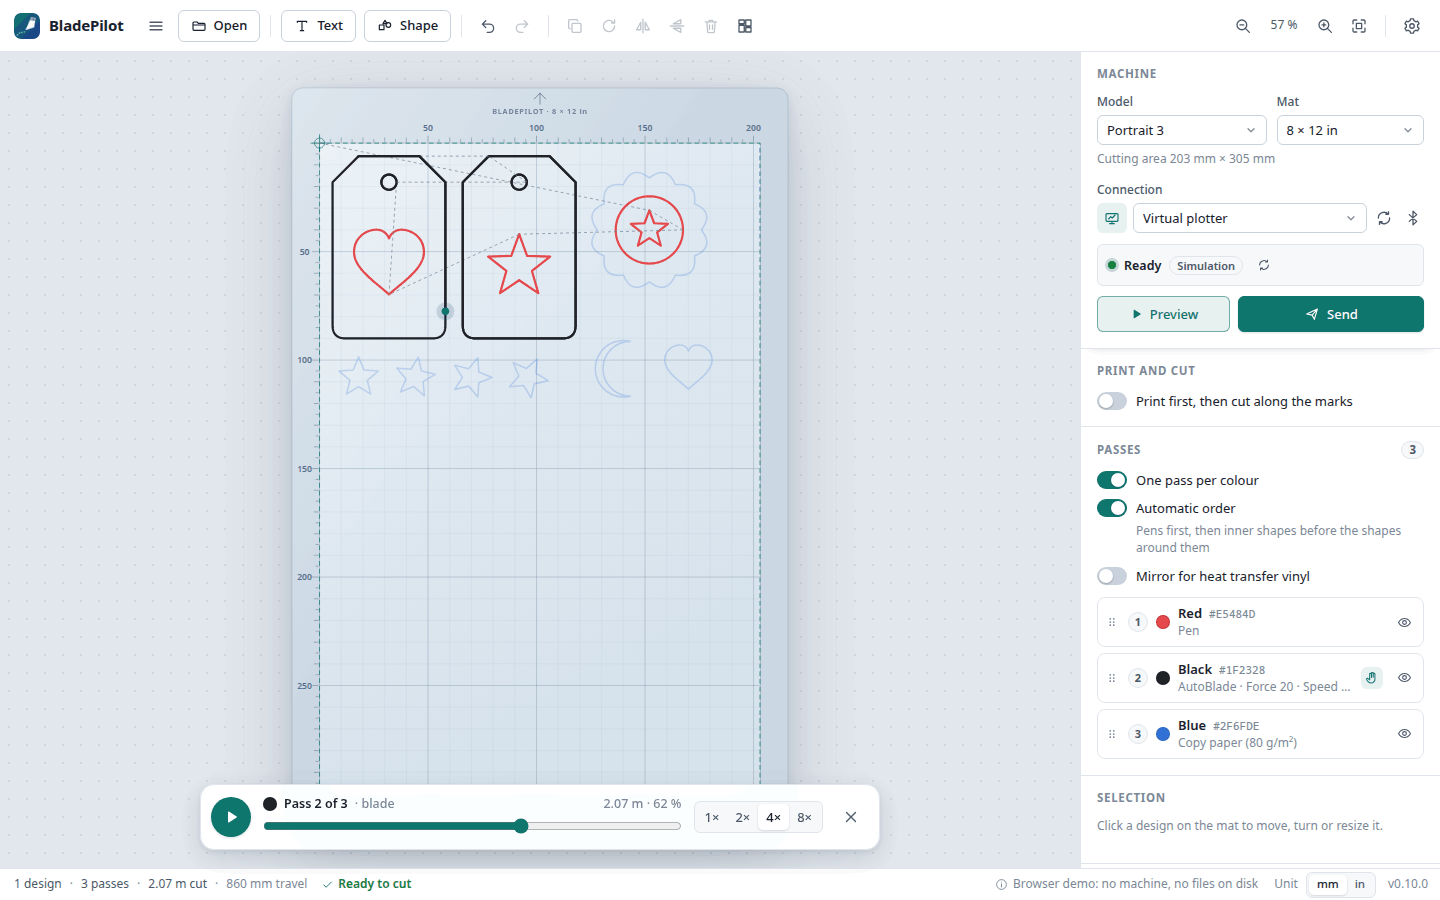 BladePilot
Open
Text
Shape
57 %
BLADEPILOT · 8 × 12 in
50
100
150
200
50
100
150
200
250
MACHINE
Model
Mat
Portrait 3
8 × 12 in
Cutting area 203 mm × 305 mm
Connection
Virtual plotter
Ready
Simulation
Preview
Send
PRINT AND CUT
Print first, then cut along the marks
PASSES
3
One pass per colour
Automatic order
Pens first, then inner shapes before the shapes
around them
Mirror for heat transfer vinyl
1
Red #E5484D
Pen
2
Black #1F2328
AutoBlade · Force 20 · Speed ...
3
Blue #2F6FDE
Copy paper (80 g/m²)
SELECTION
Click a design on the mat to move, turn or resize it.
Pass 2 of 3 · blade
2.07 m · 62 %
1×
2×
4×
8×
1 design · 3 passes · 2.07 m cut · 860 mm travel
Ready to cut
Browser demo: no machine, no files on disk
Unit
mm
in
v0.10.0